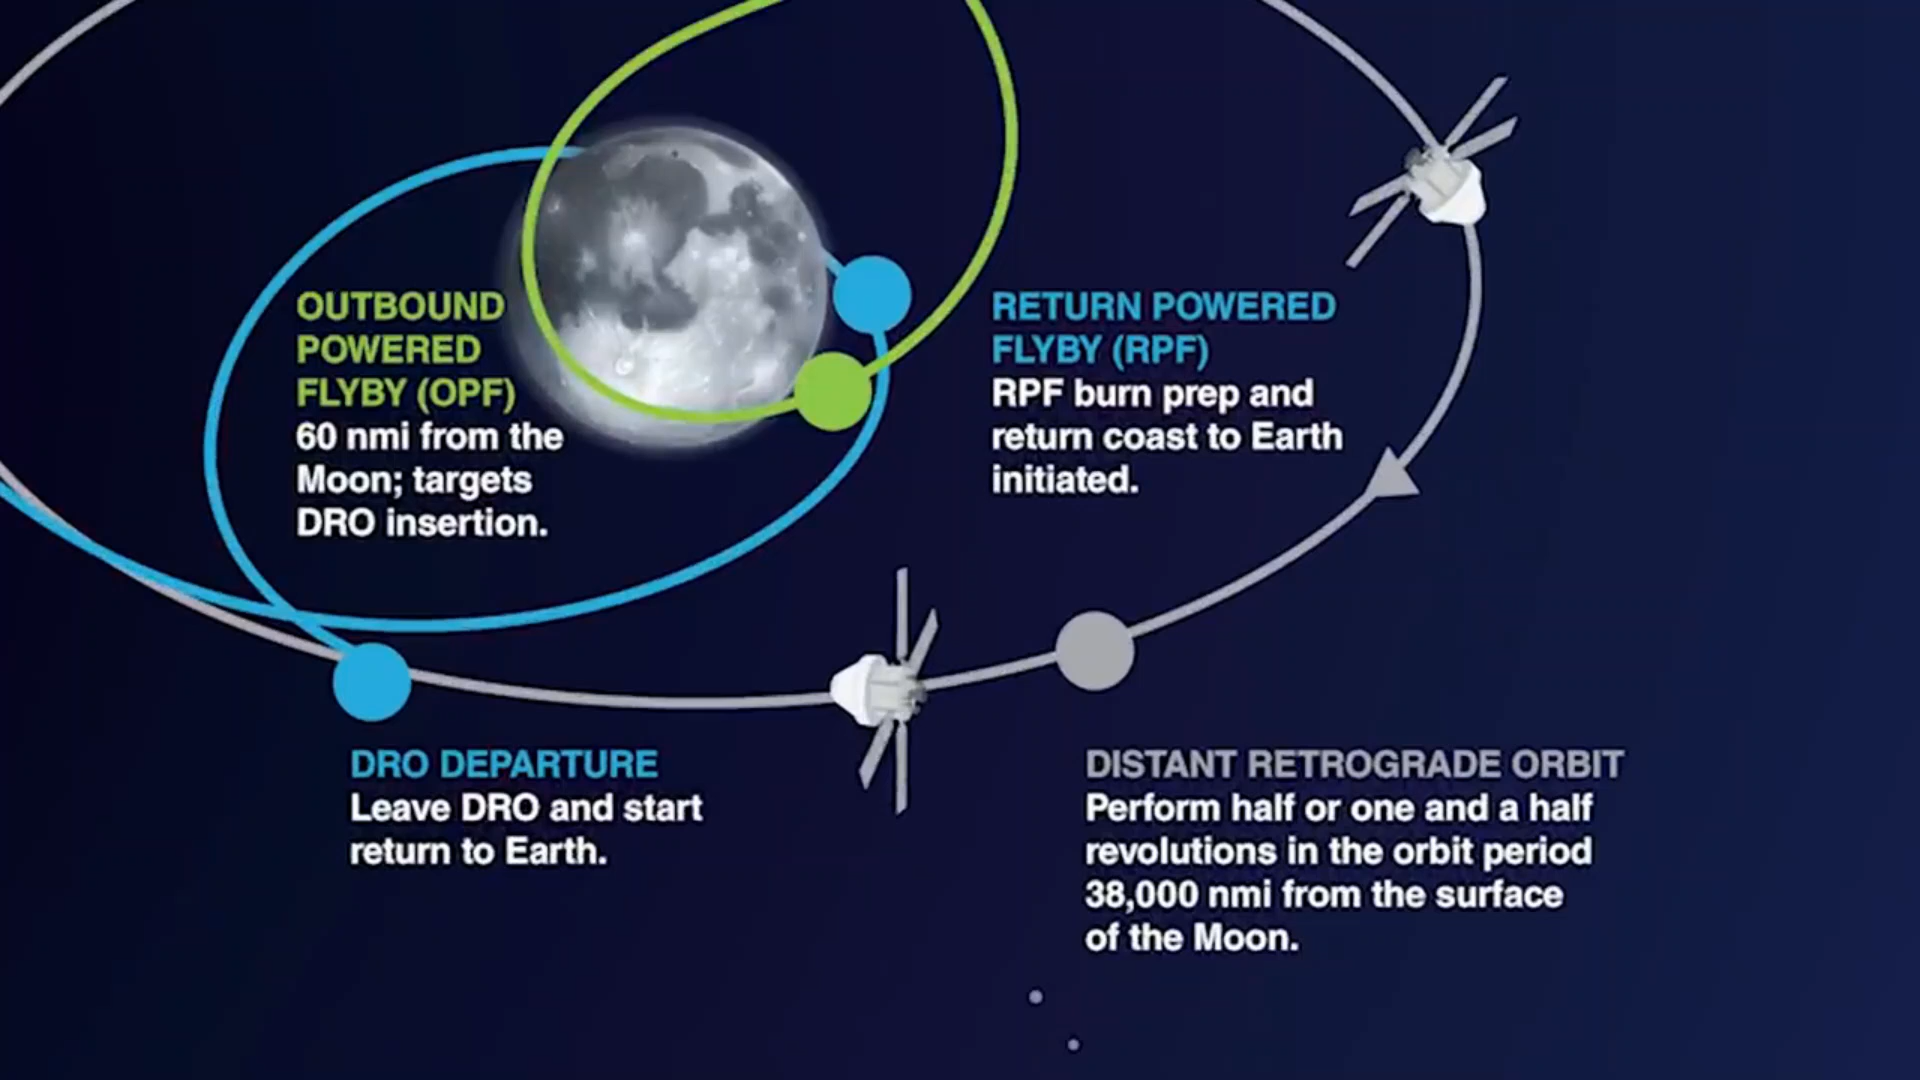 OUTBOUND
POWERED
FLYBY (OPF)
60 nmi from the
Moon; targets
DRO insertion.
RETURN POWERED
FLYBY (RPF)
RPF burn prep and
return coast to Earth
initiated.
DRO DEPARTURE
Leave DRO and start
return to Earth.
DISTANT RETROGRADE ORBIT
Perform half or one and a half
revolutions in the orbit period
38,000 nmi from the surface
of the Moon.